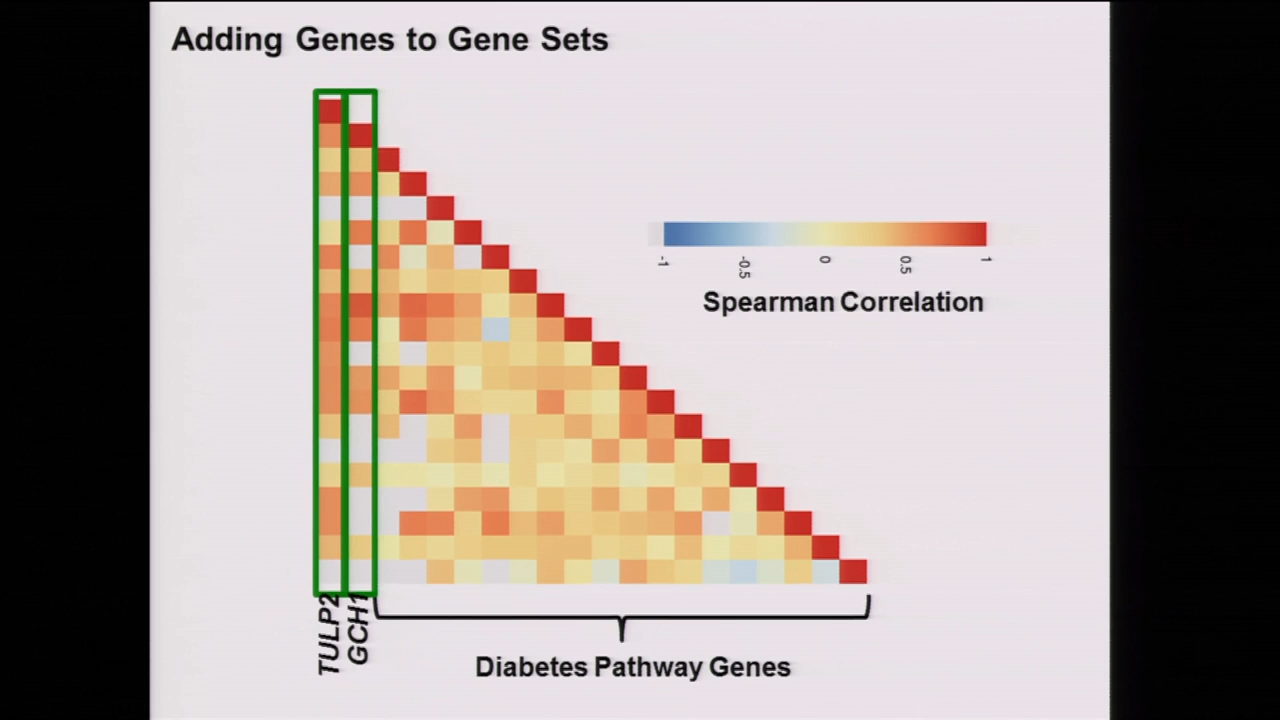 Adding Genes to Gene Sets
-1
-0.5
0
0.5
1
Spearman Correlation
TULP2
GCH1
Diabetes Pathway Genes